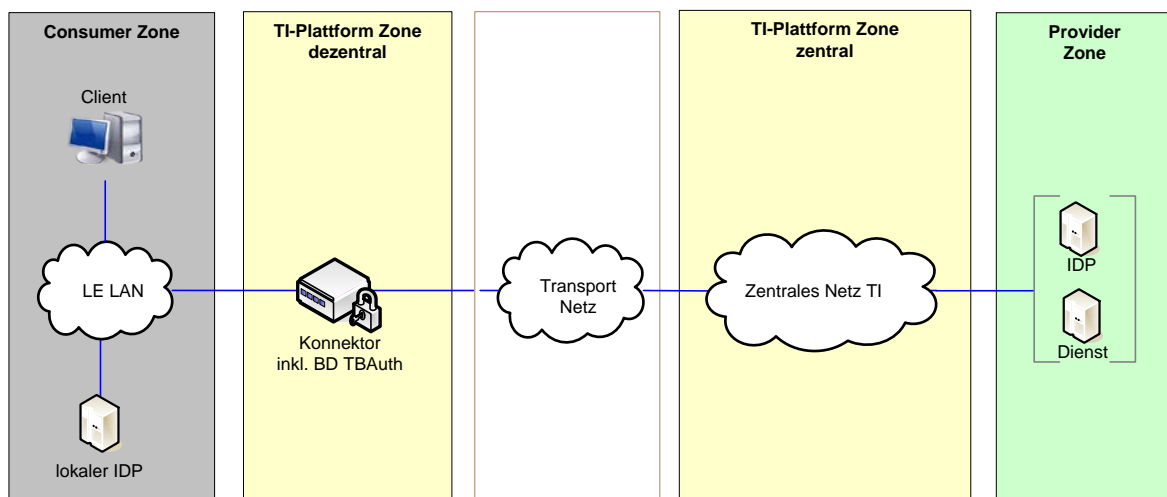 Consumer Zone
Client
LE LAN
lokaler IDP
TI-Plattform Zone
dezentral
Konnektor
inkl. BD TBAuth
Transport
Netz
TI-Plattform Zone
zentral
Zentrales Netz TI
Provider
Zone
IDP
Dienst